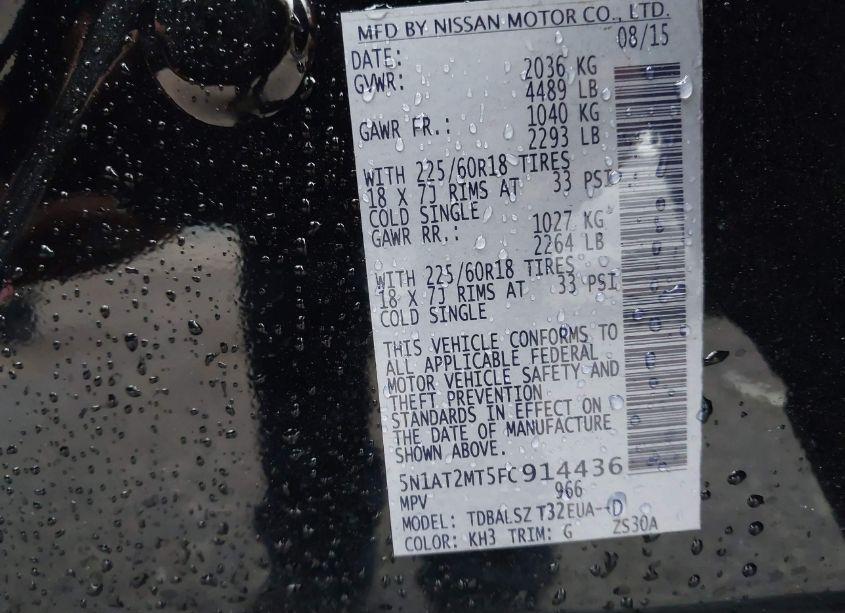 MFD BY NISSAN MOTOR CO., LTD.
DATE: 08/15
GVWR: 2036 KG
4489 LB
GAWR FR.: 1040 KG
2293 LB
WITH 225/60R18 TIRES
18 X 7J RIMS AT 33 PSI
COLD SINGLE
GAWR RR.: 1027 KG
2264 LB
WITH 225/60R18 TIRES
18 X 7J RIMS AT 33 PSI
COLD SINGLE
THIS VEHICLE CONFORMS TO
ALL APPLICABLE FEDERAL
MOTOR VEHICLE SAFETY AND
THEFT PREVENTION
STANDARDS IN EFFECT ON
THE DATE OF MANUFACTURE
SHOWN ABOVE.
5N1AT2MT5FC914436
MPV 966
MODEL: TDBALSZ T32EUA-(D
COLOR: KH3 TRIM: G ZS30A